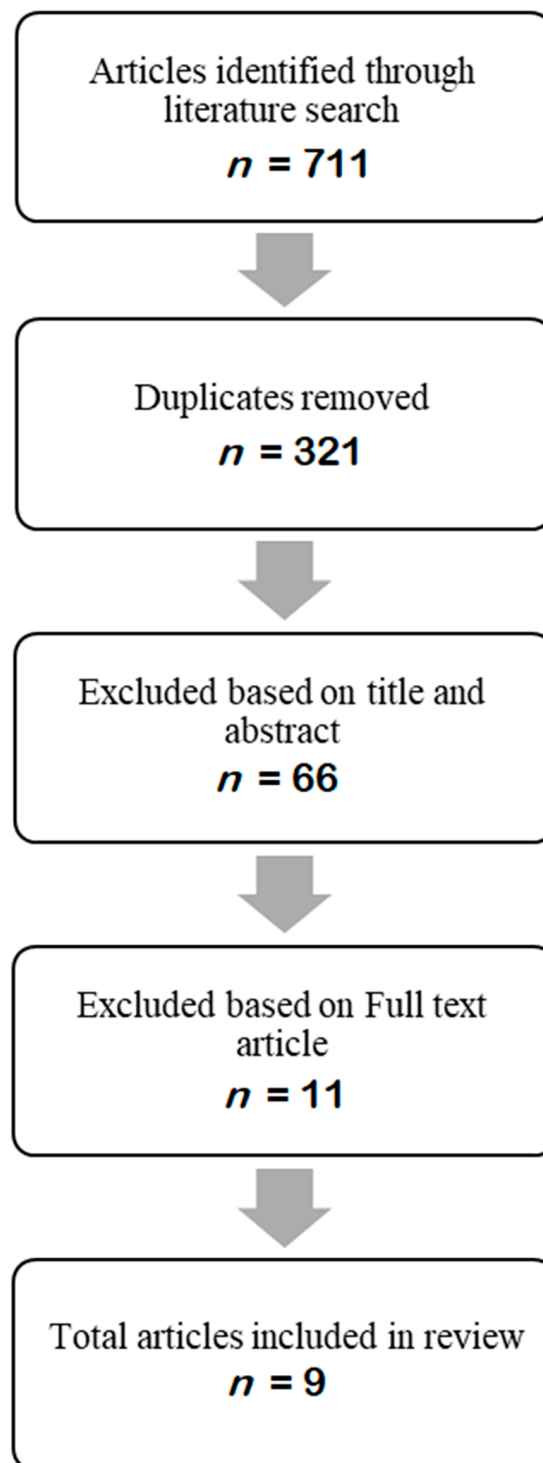 Articles identified through
literature search
n = 711
Duplicates removed
n = 321
Excluded based on title and
abstract
n = 66
Excluded based on Full text
article
n = 11
Total articles included in review
n = 9